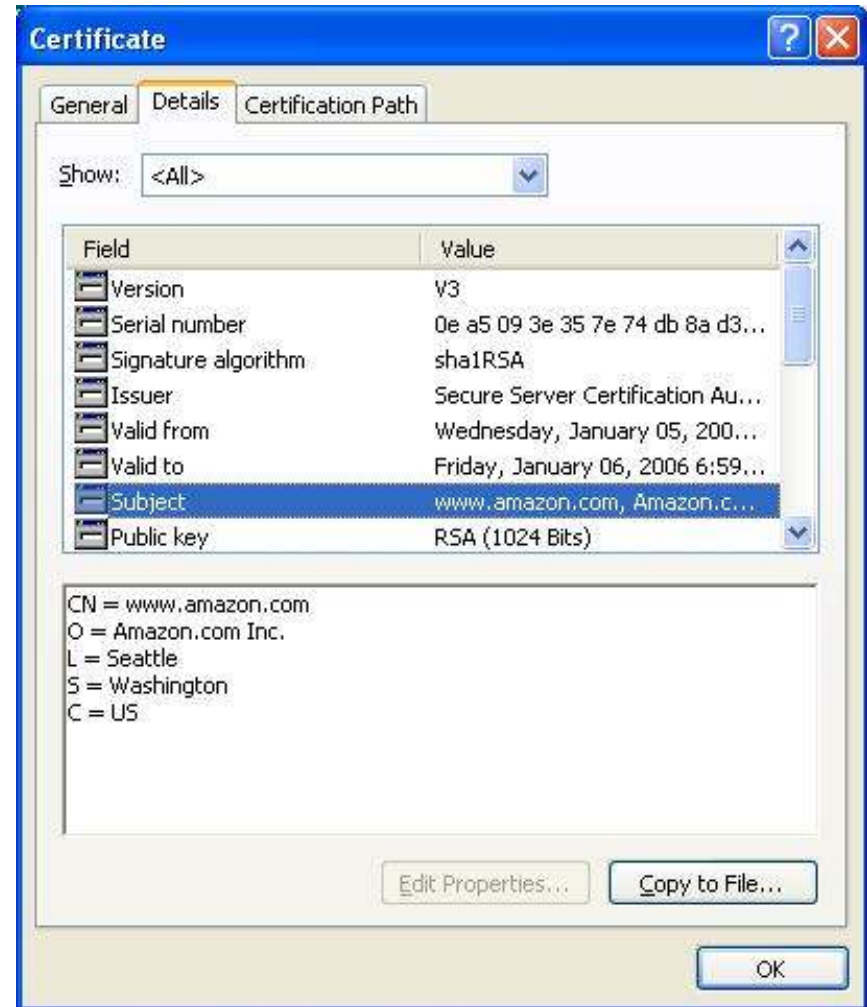 Certificate
General Details Certification Path
Show: <All>
Field Value
Version V3
Serial number 0e a5 09 3e 35 7e 74 db 8a d3...
Signature algorithm sha1RSA
Issuer Secure Server Certification Au...
Valid from Wednesday, January 05, 200...
Valid to Friday, January 06, 2006 6:59...
Subject www.amazon.com, Amazon.c...
Public key RSA (1024 Bits)
CN = www.amazon.com
O = Amazon.com Inc.
L = Seattle
S = Washington
C = US
Edit Properties... Copy to File...
OK